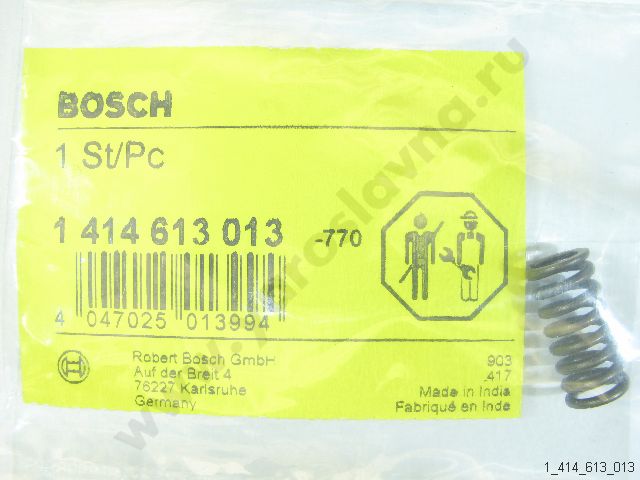 BOSCH
1 St/Pc
1 414 613 013 -770
4 047025 013994
Robert Bosch GmbH
Auf der Breit 4
76227 Karlsruhe
Germany
903
417
Made in India
Fabriqué en Inde
www.yaroslavna.ru
1_414_613_013